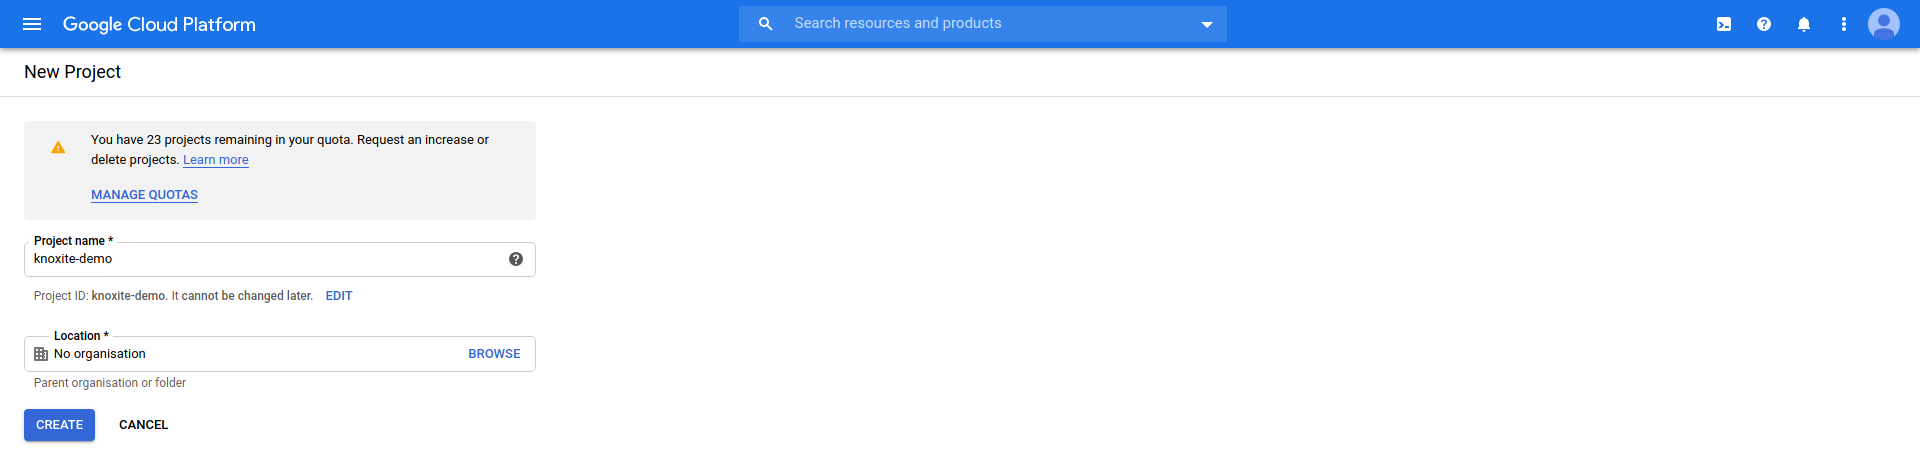 Google Cloud Platform
Search resources and products
New Project
You have 23 projects remaining in your quota. Request an increase or
delete projects. Learn more
MANAGE QUOTAS
Project name *
knoxite-demo
Project ID: knoxite-demo. It cannot be changed later. EDIT
Location *
No organisation BROWSE
Parent organisation or folder
CREATE CANCEL